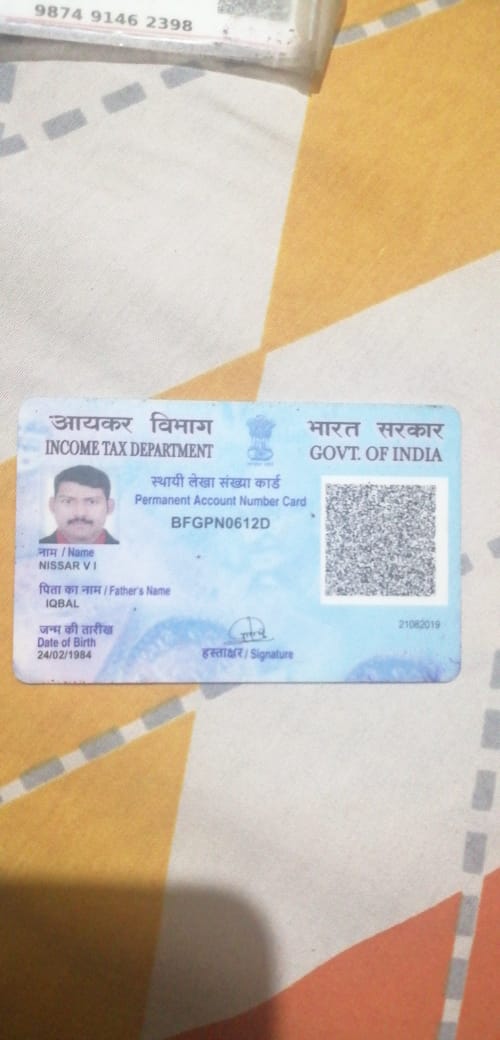 9874 9146 2398
आयकर विभाग
INCOME TAX DEPARTMENT
भारत सरकार
GOVT. OF INDIA
स्थायी लेखा संख्या कार्ड
Permanent Account Number Card
BFGPN0612D
नाम / Name
NISSAR V I
पिता का नाम / Father's Name
IQBAL
जन्म की तारीख
Date of Birth
24/02/1984
हस्ताक्षर / Signature
21082019